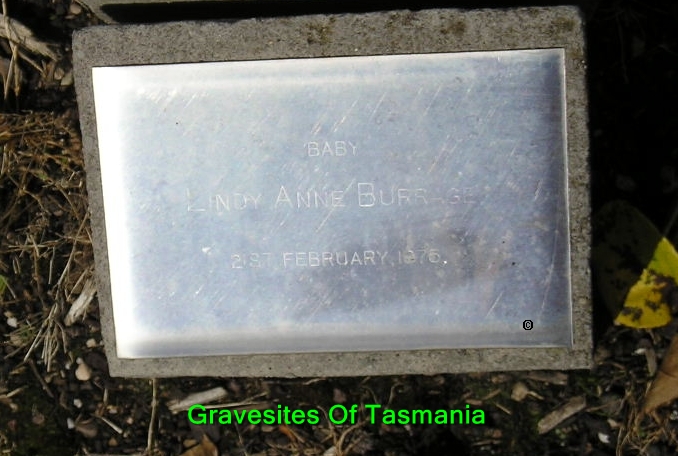 BABY
LINDY ANNE BURRAGE
21ST FEBRUARY, 1976.
©
Gravesites Of Tasmania